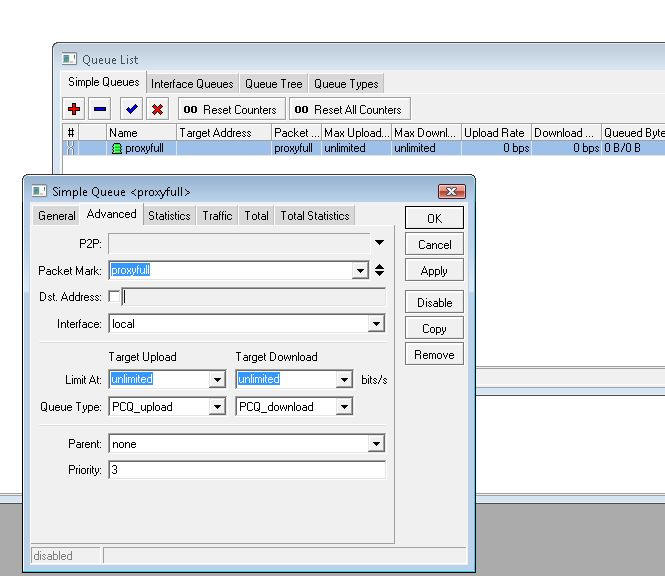 Queue List
Simple Queues Interface Queues Queue Tree Queue Types
00 Reset Counters 00 Reset All Counters
# Name Target Address Packet ... Max Upload... Max Downl... Upload Rate Download ... Queued Byte
proxyfull proxyfull unlimited unlimited 0 bps 0 bps 0 B/0 B
Simple Queue <proxyfull>
General Advanced Statistics Traffic Total Total Statistics
OK
P2P:
Cancel
Packet Mark: proxyfull
Apply
Dst. Address:
Disable
Interface: local
Copy
Target Upload Target Download
Remove
Limit At: unlimited unlimited bits/s
Queue Type: PCQ_upload PCQ_download
Parent: none
Priority: 3
disabled